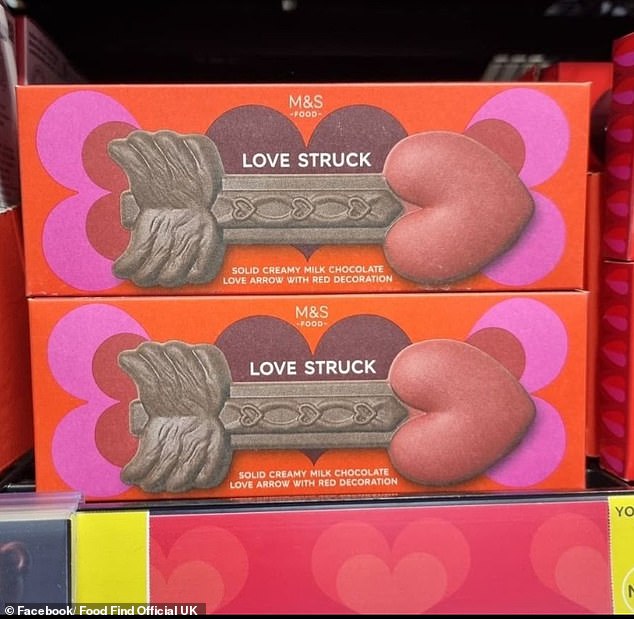 M&S
-FOOD-
LOVE STRUCK
SOLID CREAMY MILK CHOCOLATE
LOVE ARROW WITH RED DECORATION
M&S
-FOOD-
LOVE STRUCK
SOLID CREAMY MILK CHOCOLATE
LOVE ARROW WITH RED DECORATION
YO
© Facebook/ Food Find Official UK